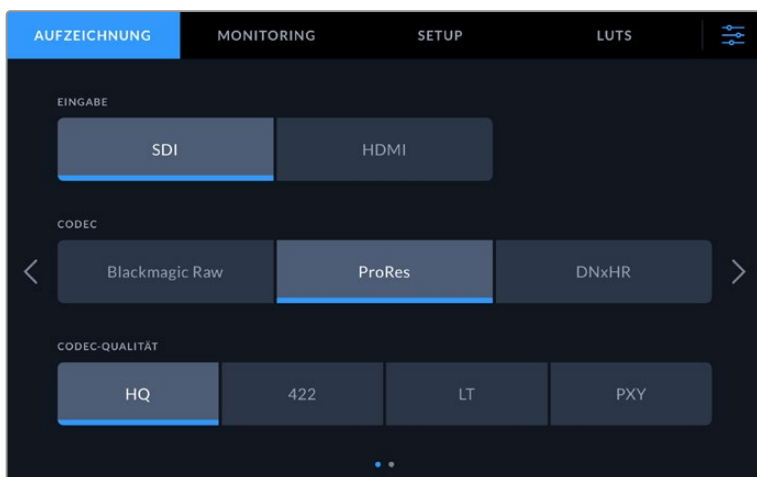 AUFZEICHNUNG MONITORING SETUP LUTS
EINGABE
SDI HDMI
CODEC
Blackmagic Raw ProRes DNxHR
CODEC-QUALITÄT
HQ 422 LT PXY